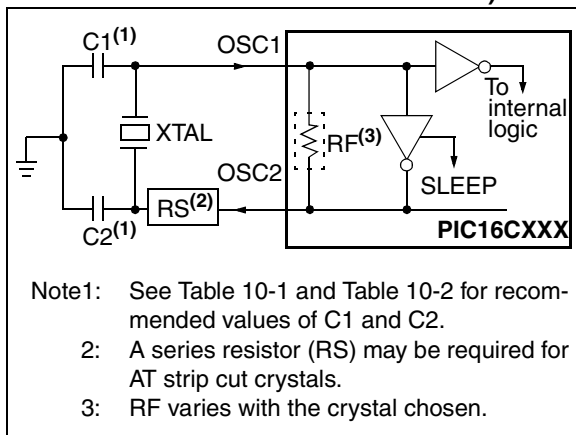 C1(1)
OSC1
To
internal
logic
XTAL
RF(3)
OSC2
SLEEP
RS(2)
C2(1)
PIC16CXXX
Note1: See Table 10-1 and Table 10-2 for recom-
mended values of C1 and C2.
2: A series resistor (RS) may be required for
AT strip cut crystals.
3: RF varies with the crystal chosen.